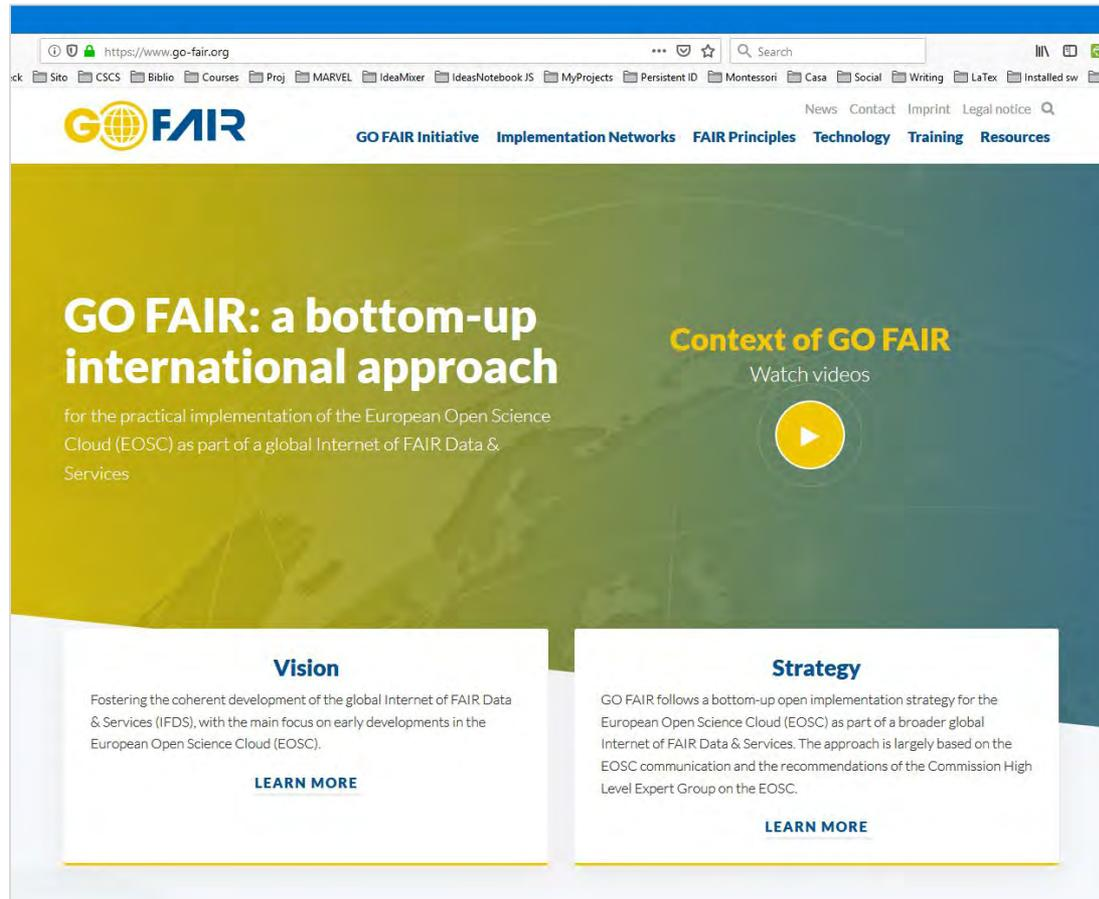 https://www.go-fair.org
Search
ck Sito CSCS Biblio Courses Proj MARVEL IdeaMixer IdeasNotebook JS MyProjects Persistent ID Montessori Casa Social Writing LaTex Installed sw
News Contact Imprint Legal notice
GO FAIR
GO FAIR Initiative Implementation Networks FAIR Principles Technology Training Resources
GO FAIR: a bottom-up
international approach
for the practical implementation of the European Open Science
Cloud (EOSC) as part of a global Internet of FAIR Data &
Services
Context of GO FAIR
Watch videos
Vision
Fostering the coherent development of the global Internet of FAIR Data
& Services (IFDS), with the main focus on early developments in the
European Open Science Cloud (EOSC).
LEARN MORE
Strategy
GO FAIR follows a bottom-up open implementation strategy for the
European Open Science Cloud (EOSC) as part of a broader global
Internet of FAIR Data & Services. The approach is largely based on the
EOSC communication and the recommendations of the Commission High
Level Expert Group on the EOSC.
LEARN MORE